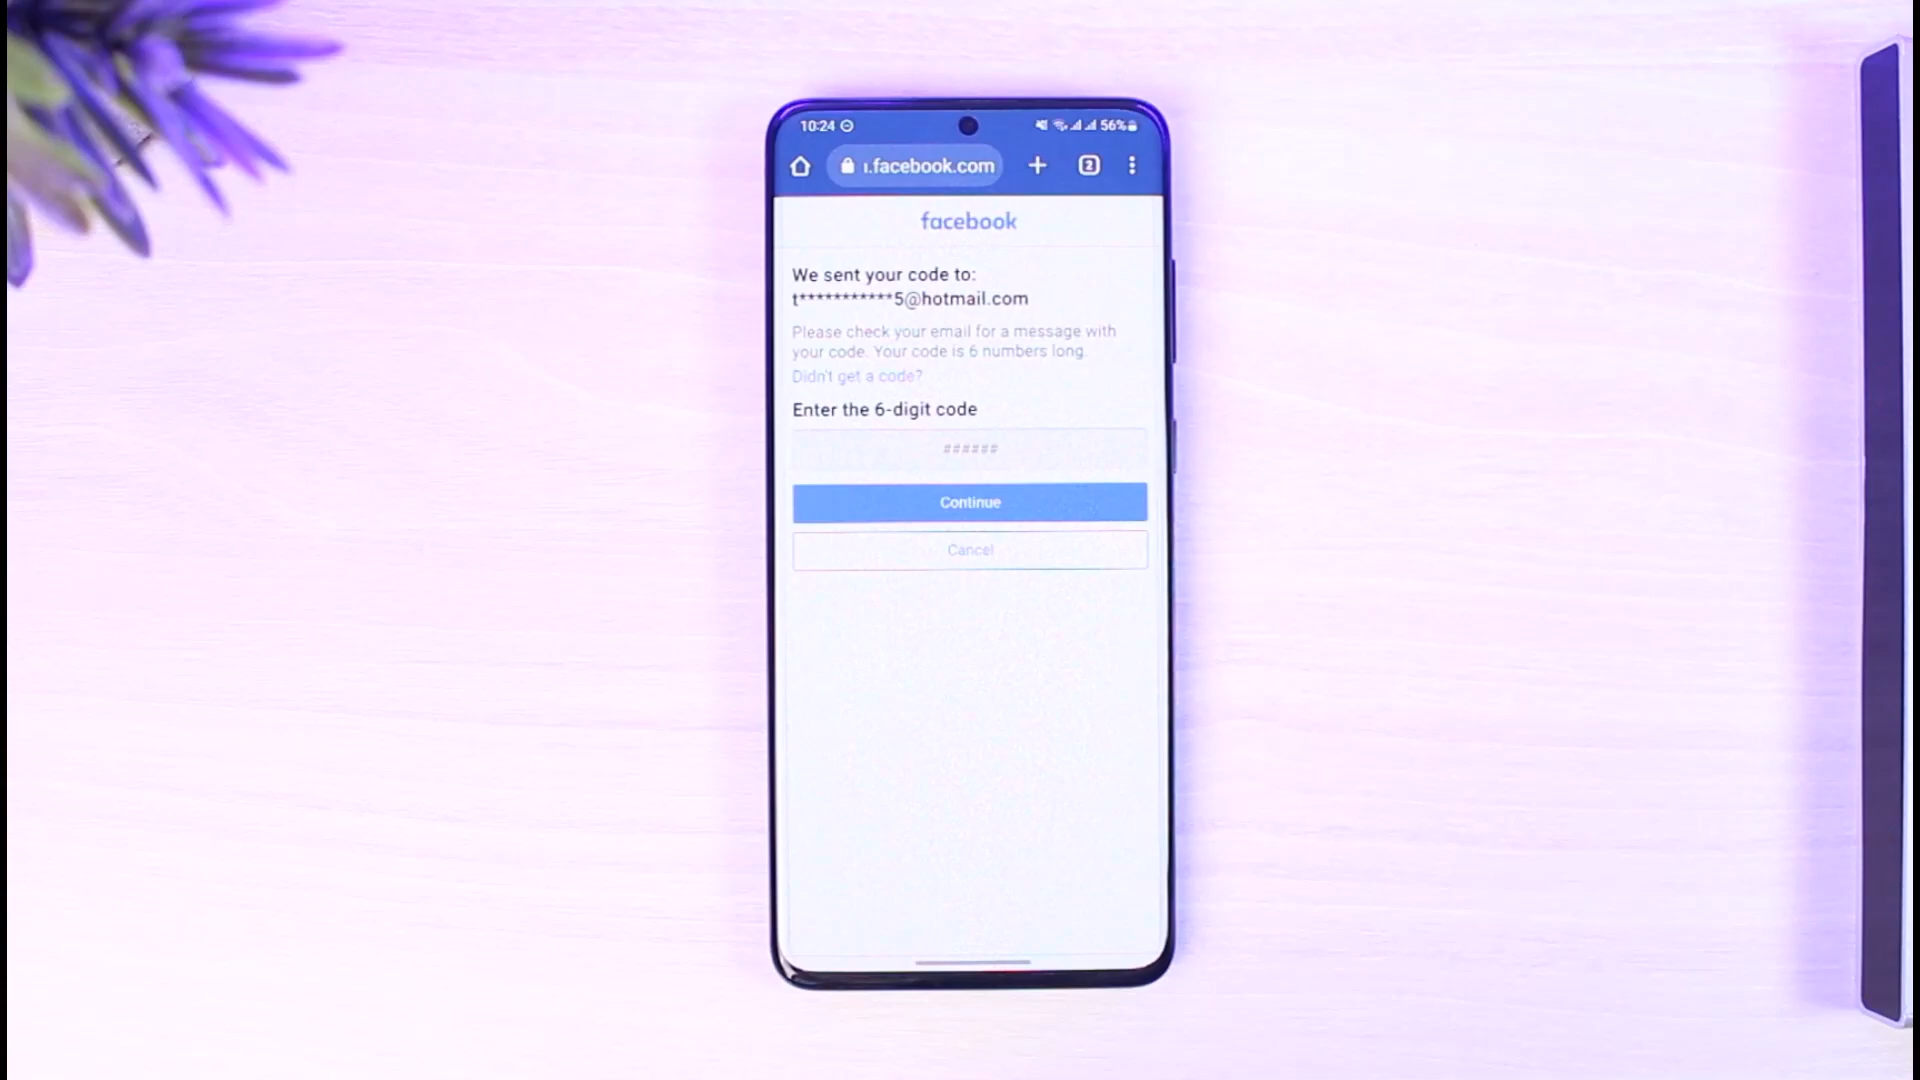 10:24
56%
ı.facebook.com
2
facebook
We sent your code to:
t***********5@hotmail.com
Please check your email for a message with
your code. Your code is 6 numbers long.
Didn't get a code?
Enter the 6-digit code
######
Continue
Cancel